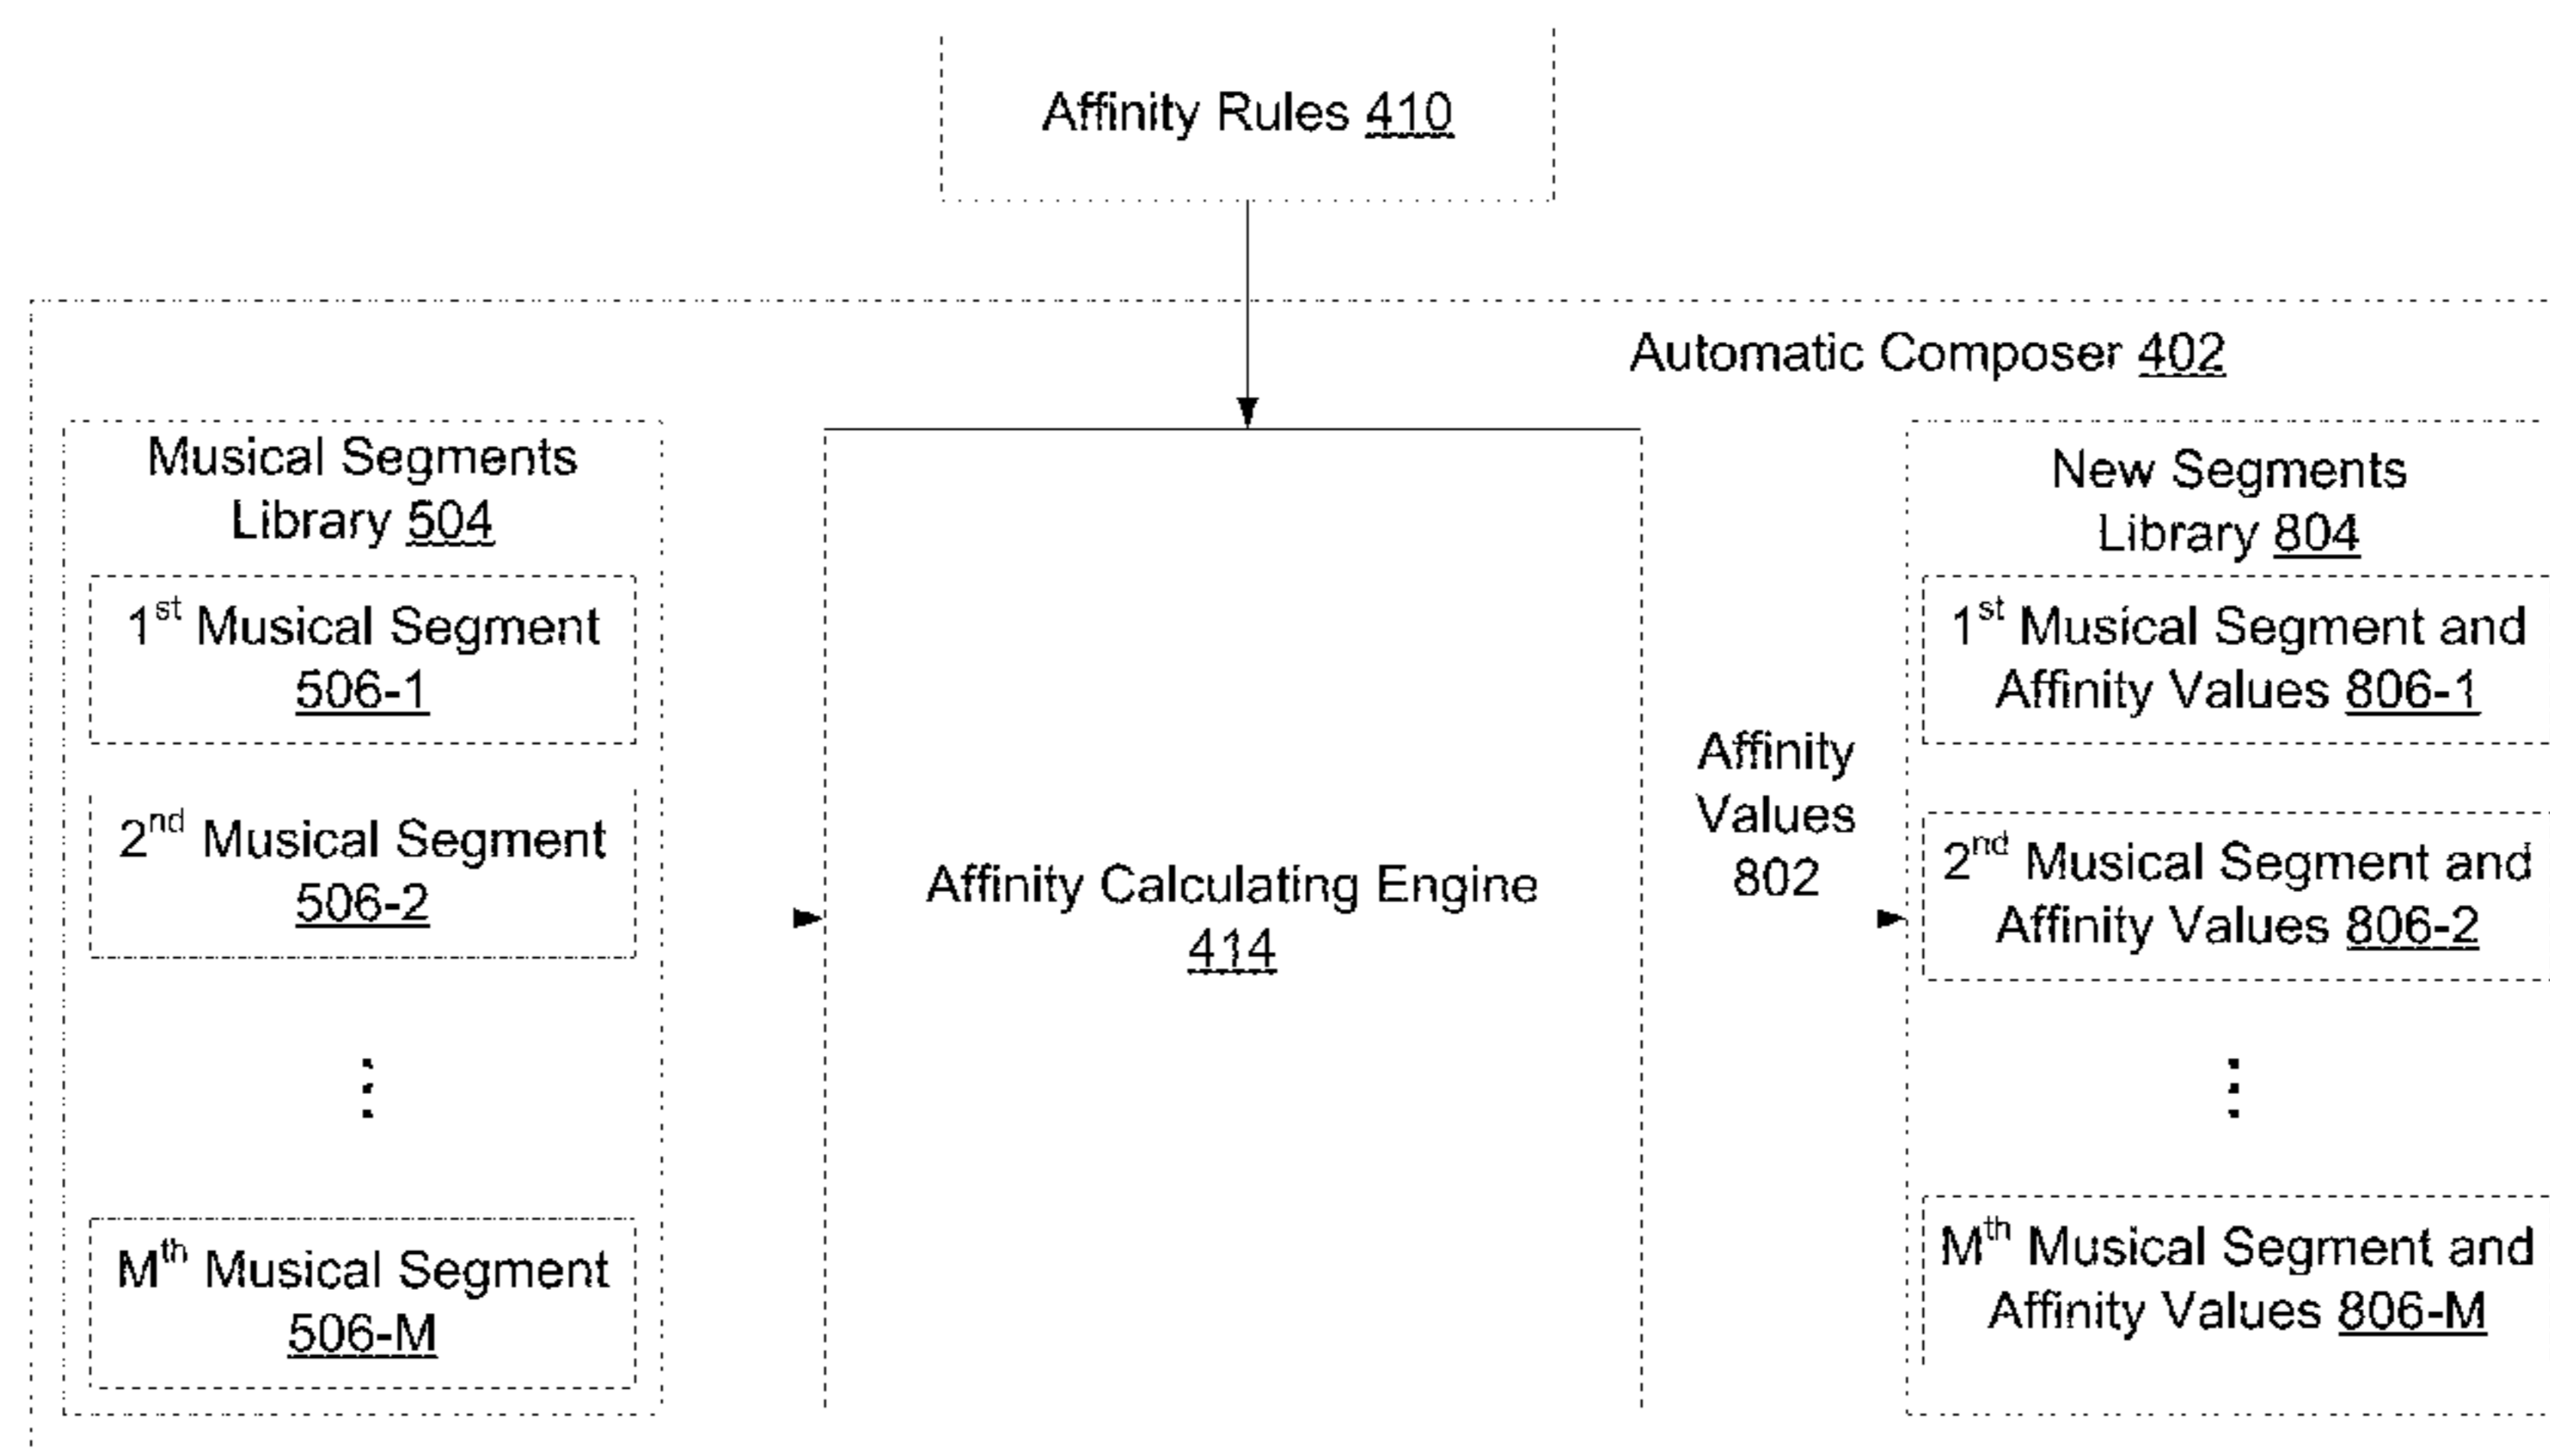 Affinity Rules 410
Automatic Composer 402
Musical Segments
Library 504
1st Musical Segment
506-1
2nd Musical Segment
506-2
⋮
Mth Musical Segment
506-M
Affinity Calculating Engine
414
Affinity
Values
802
New Segments
Library 804
1st Musical Segment and
Affinity Values 806-1
2nd Musical Segment and
Affinity Values 806-2
⋮
Mth Musical Segment and
Affinity Values 806-M